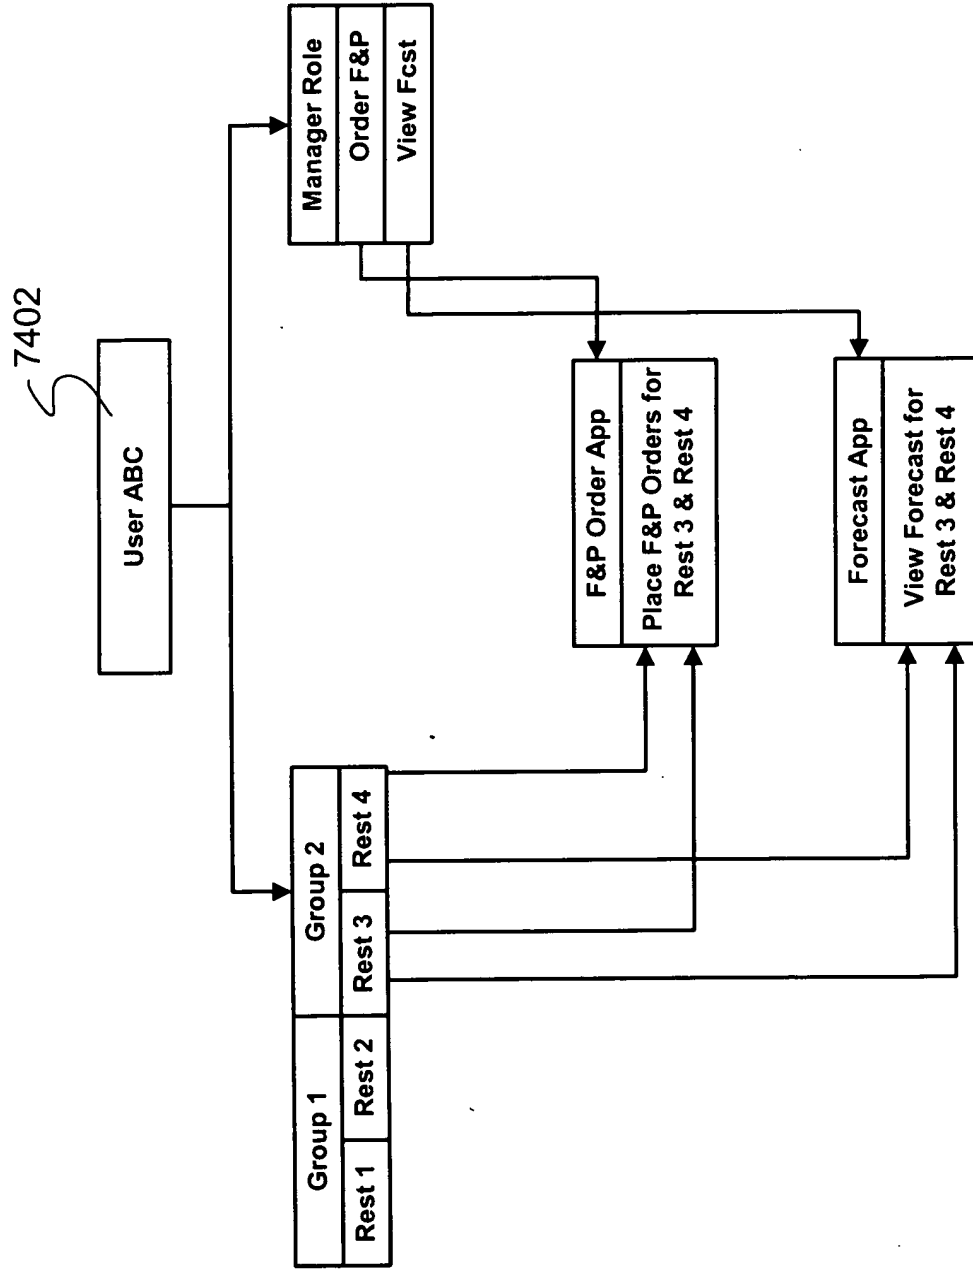 7402
User ABC
Group 1
Group 2
Rest 1
Rest 2
Rest 3
Rest 4
Manager Role
Order F&P
View Fcst
F&P Order App
Place F&P Orders for
Rest 3 & Rest 4
Forecast App
View Forecast for
Rest 3 & Rest 4